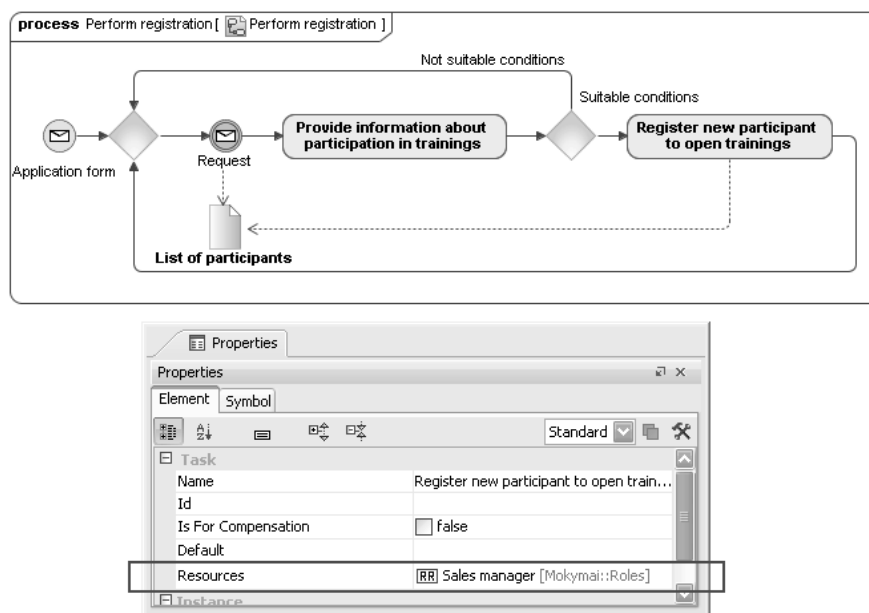 process Perform registration[ Perform registration ]
Not suitable conditions
Suitable conditions
Application form
Request
Provide information about
participation in trainings
Register new participant
to open trainings
List of participants
Properties
Properties
Element Symbol
Standard
Task
Name Register new participant to open train...
Id
Is For Compensation false
Default
Resources RR Sales manager [Mokymai::Roles]
Instance